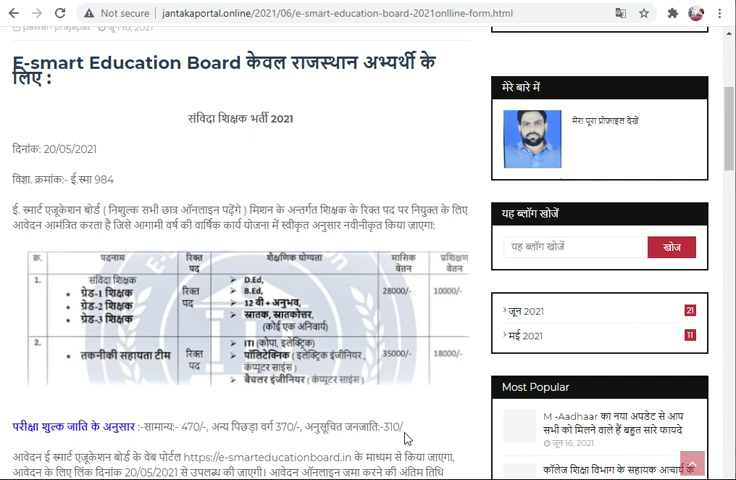 Not secure | jantakaportal.online/2021/06/e-smart-education-board-2021onlline-form.html
pawan prajapat जून 16, 2021
E-smart Education Board केवल राजस्थान अभ्यर्थी के
लिए :
संविदा शिक्षक भर्ती 2021
दिनांक: 20/05/2021
विज्ञा. क्रमांक:- ई.स्मा 984
ई. स्मार्ट एजूकेशन बोर्ड ( निशुल्क सभी छात्र ऑनलाइन पढ़ेंगे ) मिशन के अन्तर्गत शिक्षक के रिक्त पद पर नियुक्त के लिए
आवेदन आमंत्रित करता है जिसे आगामी वर्ष की वार्षिक कार्य योजना में स्वीकृत अनुसार नवीनीकृत किया जाएगा:
क्र. पदनाम रिक्त पद शैक्षणिक योग्यता मासिक वेतन प्रशिक्षण वेतन
1. संविदा शिक्षक
• ग्रेड-1 शिक्षक
• ग्रेड-2 शिक्षक
• ग्रेड-3 शिक्षक
रिक्त
पद
➢ D.Ed,
➢ B.Ed,
➢ 12 वी + अनुभव,
➢ स्नातक, स्नातकोत्तर,
(कोई एक अनिवार्य)
28000/- 10000/-
2.
• तकनीकी सहायता टीम
रिक्त
पद
➢ ITI (कोपा, इलेक्ट्रिक)
➢ पॉलिटेक्निक ( इलेक्ट्रिक इंजीनियर ,
कंप्यूटर साइंस)
➢ बैचलर इंजीनियर ( कंप्यूटर साइंस)
35000/- 18000/-
परीक्षा शुल्क जाति के अनुसार :-सामान्य:- 470/-, अन्य पिछड़ा वर्ग 370/-, अनुसूचित जनजाति:-310/
आवेदन ई स्मार्ट एजूकेशन बोर्ड के वेब पोर्टल https://e-smarteducationboard.in के माध्यम से किया जाएगा,
आवेदन के लिए लिंक दिनांक 20/05/2021 से उपलब्ध की जाएगी। आवेदन ऑनलाइन जमा करने की अंतिम तिथि
मेरे बारे में
मेरा पूरा प्रोफ़ाइल देखें
यह ब्लॉग खोजें
यह ब्लॉग खोजें खोज
जून 2021 21
मई 2021 11
Most Popular
M -Aadhaar का नया अपडेट से आप
सभी को मिलने वाले हैं बहुत सारे फायदे
जून 16, 2021
कॉलेज शिक्षा विभाग के सहायक आचार्य के